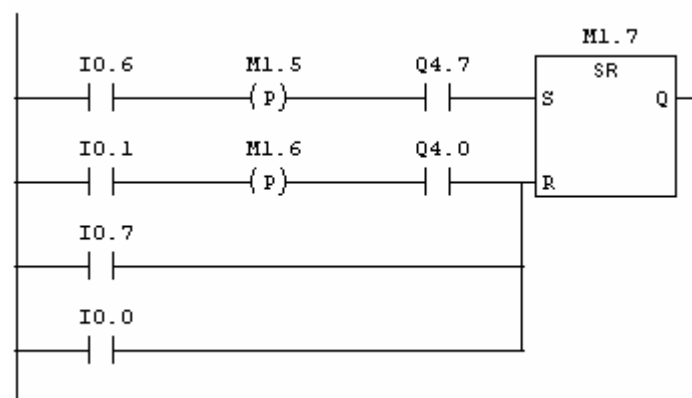 M1.7
I0.6 M1.5 Q4.7 SR
( P ) S Q
I0.1 M1.6 Q4.0
( P ) R
I0.7
I0.0